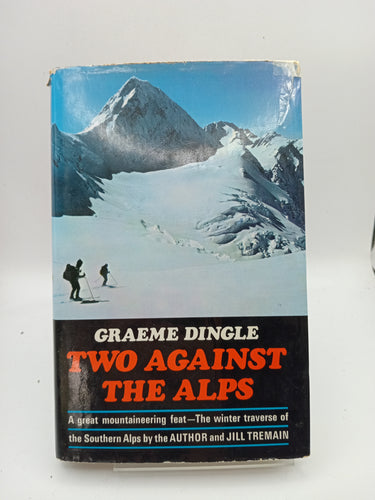 GRAEME DINGLE
TWO AGAINST
THE ALPS
A great mountaineering feat—The winter traverse of
the Southern Alps by the AUTHOR and JILL TREMAIN